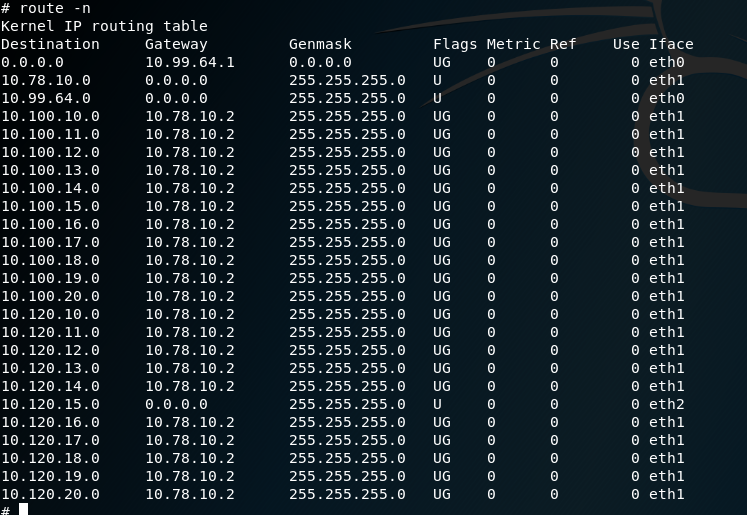 # route -n
Kernel IP routing table
Destination     Gateway         Genmask         Flags Metric Ref    Use Iface
0.0.0.0         10.99.64.1      0.0.0.0         UG    0      0        0 eth0
10.78.10.0      0.0.0.0         255.255.255.0   U     0      0        0 eth1
10.99.64.0      0.0.0.0         255.255.255.0   U     0      0        0 eth0
10.100.10.0     10.78.10.2      255.255.255.0   UG    0      0        0 eth1
10.100.11.0     10.78.10.2      255.255.255.0   UG    0      0        0 eth1
10.100.12.0     10.78.10.2      255.255.255.0   UG    0      0        0 eth1
10.100.13.0     10.78.10.2      255.255.255.0   UG    0      0        0 eth1
10.100.14.0     10.78.10.2      255.255.255.0   UG    0      0        0 eth1
10.100.15.0     10.78.10.2      255.255.255.0   UG    0      0        0 eth1
10.100.16.0     10.78.10.2      255.255.255.0   UG    0      0        0 eth1
10.100.17.0     10.78.10.2      255.255.255.0   UG    0      0        0 eth1
10.100.18.0     10.78.10.2      255.255.255.0   UG    0      0        0 eth1
10.100.19.0     10.78.10.2      255.255.255.0   UG    0      0        0 eth1
10.100.20.0     10.78.10.2      255.255.255.0   UG    0      0        0 eth1
10.120.10.0     10.78.10.2      255.255.255.0   UG    0      0        0 eth1
10.120.11.0     10.78.10.2      255.255.255.0   UG    0      0        0 eth1
10.120.12.0     10.78.10.2      255.255.255.0   UG    0      0        0 eth1
10.120.13.0     10.78.10.2      255.255.255.0   UG    0      0        0 eth1
10.120.14.0     10.78.10.2      255.255.255.0   UG    0      0        0 eth1
10.120.15.0     0.0.0.0         255.255.255.0   U     0      0        0 eth2
10.120.16.0     10.78.10.2      255.255.255.0   UG    0      0        0 eth1
10.120.17.0     10.78.10.2      255.255.255.0   UG    0      0        0 eth1
10.120.18.0     10.78.10.2      255.255.255.0   UG    0      0        0 eth1
10.120.19.0     10.78.10.2      255.255.255.0   UG    0      0        0 eth1
10.120.20.0     10.78.10.2      255.255.255.0   UG    0      0        0 eth1
#